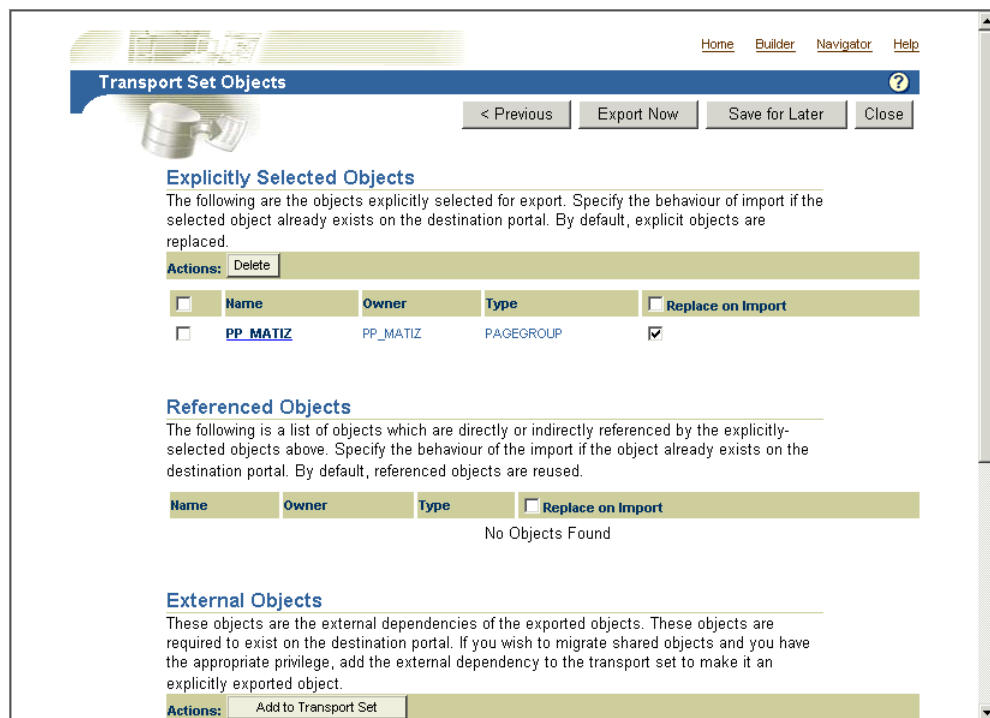 Home Builder Navigator Help
Transport Set Objects ?
< Previous Export Now Save for Later Close
Explicitly Selected Objects
The following are the objects explicitly selected for export. Specify the behaviour of import if the
selected object already exists on the destination portal. By default, explicit objects are
replaced.
Actions: Delete
Name Owner Type Replace on Import
PP_MATIZ PP_MATIZ PAGEGROUP
Referenced Objects
The following is a list of objects which are directly or indirectly referenced by the explicitly-
selected objects above. Specify the behaviour of the import if the object already exists on the
destination portal. By default, referenced objects are reused.
Name Owner Type Replace on Import
No Objects Found
External Objects
These objects are the external dependencies of the exported objects. These objects are
required to exist on the destination portal. If you wish to migrate shared objects and you have
the appropriate privilege, add the external dependency to the transport set to make it an
explicitly exported object.
Actions: Add to Transport Set